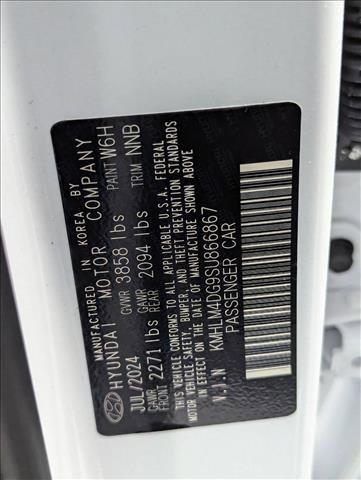 MANUFACTURED IN KOREA BY
HYUNDAI MOTOR COMPANY
JUL/2024 GVWR 3858 lbs PAINT W6H
GAWR FRONT 2271 lbs GAWR REAR 2094 lbs TRIM NNB
THIS VEHICLE CONFORMS TO ALL APPLICABLE U.S.A. FEDERAL
MOTOR VEHICLE SAFETY, BUMPER, AND THEFT PREVENTION STANDARDS
IN EFFECT ON THE DATE OF MANUFACTURE SHOWN ABOVE
V.I.N KMHLM4DG9SU866867
PASSENGER CAR